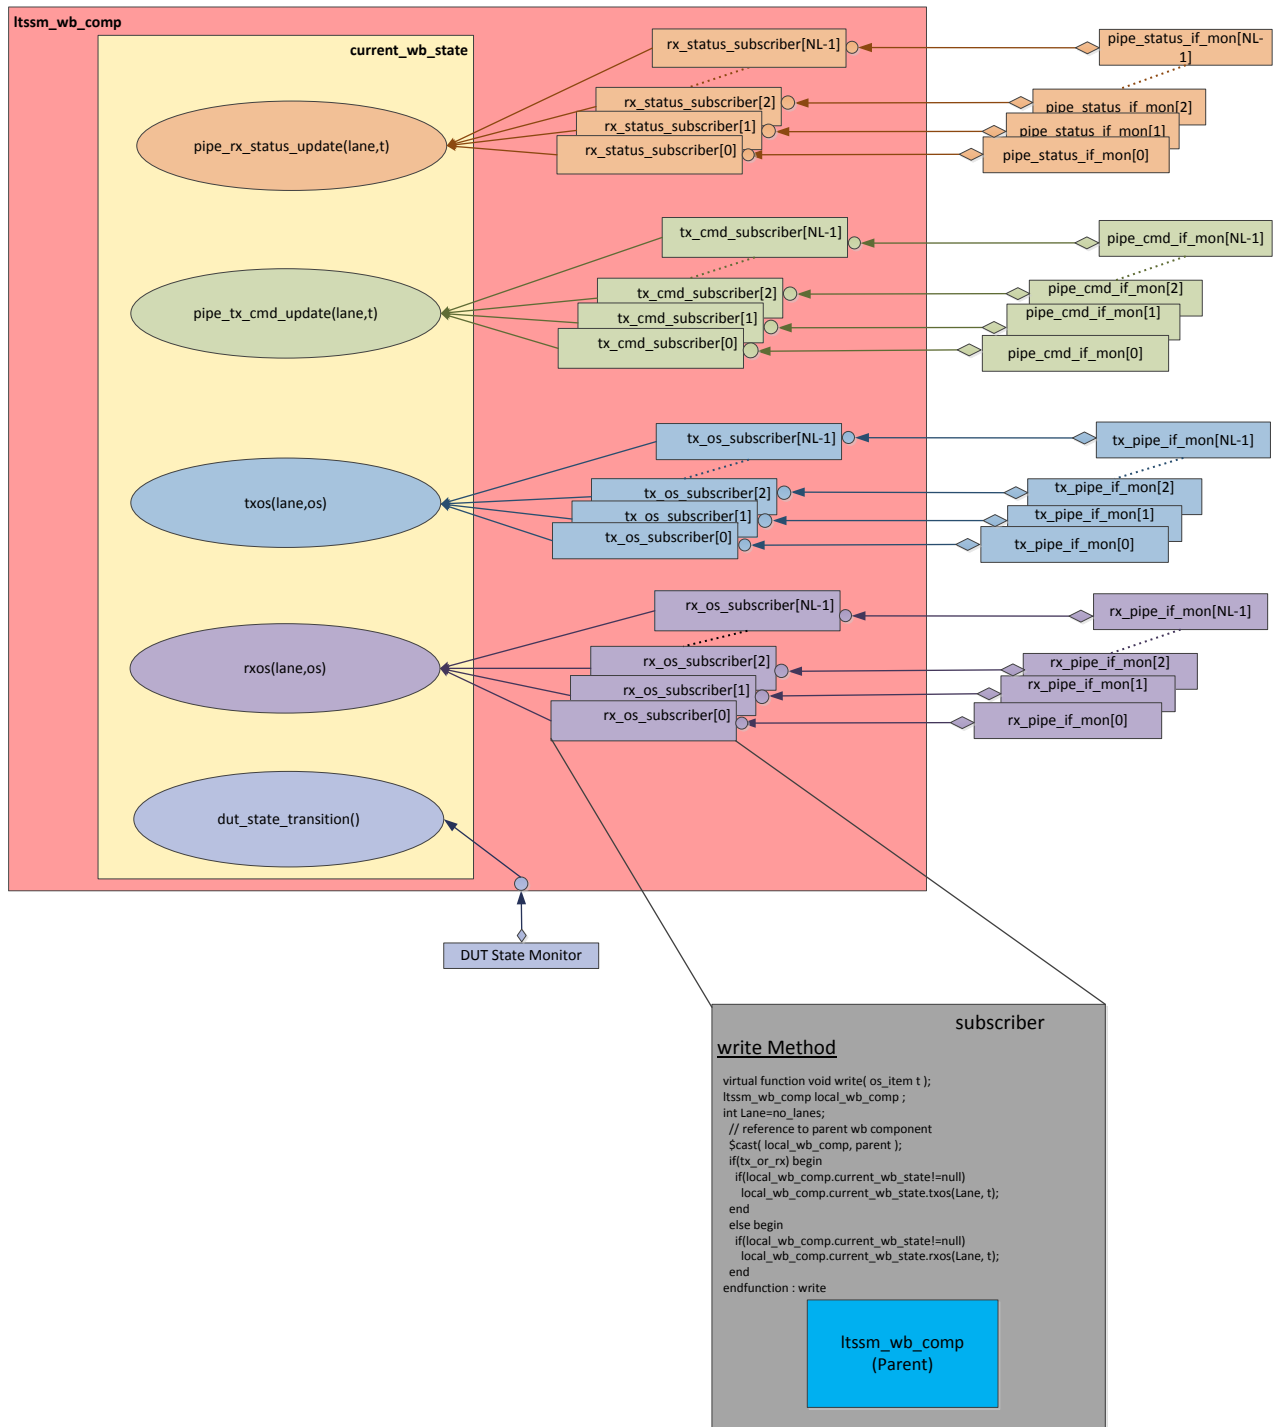 ltssm_wb_comp
current_wb_state
rx_status_subscriber[NL-1]
pipe_status_if_mon[NL-
1]
rx_status_subscriber[2]
pipe_status_if_mon[2]
rx_status_subscriber[1]
pipe_status_if_mon[1]
pipe_rx_status_update(lane,t)
rx_status_subscriber[0]
pipe_status_if_mon[0]
tx_cmd_subscriber[NL-1]
pipe_cmd_if_mon[NL-1]
tx_cmd_subscriber[2]
pipe_cmd_if_mon[2]
pipe_tx_cmd_update(lane,t)
tx_cmd_subscriber[1]
pipe_cmd_if_mon[1]
tx_cmd_subscriber[0]
pipe_cmd_if_mon[0]
tx_os_subscriber[NL-1]
tx_pipe_if_mon[NL-1]
tx_os_subscriber[2]
tx_pipe_if_mon[2]
txos(lane,os)
tx_os_subscriber[1]
tx_pipe_if_mon[1]
tx_os_subscriber[0]
tx_pipe_if_mon[0]
rx_os_subscriber[NL-1]
rx_pipe_if_mon[NL-1]
rx_os_subscriber[2]
rx_pipe_if_mon[2]
rxos(lane,os)
rx_os_subscriber[1]
rx_pipe_if_mon[1]
rx_os_subscriber[0]
rx_pipe_if_mon[0]
dut_state_transition()
DUT State Monitor
subscriber
write Method
virtual function void write( os_item t );
ltssm_wb_comp local_wb_comp ;
int Lane=no_lanes;
// reference to parent wb component
$cast( local_wb_comp, parent );
if(tx_or_rx) begin
if(local_wb_comp.current_wb_state!=null)
local_wb_comp.current_wb_state.txos(Lane, t);
end
else begin
if(local_wb_comp.current_wb_state!=null)
local_wb_comp.current_wb_state.rxos(Lane, t);
end
endfunction : write
ltssm_wb_comp
(Parent)